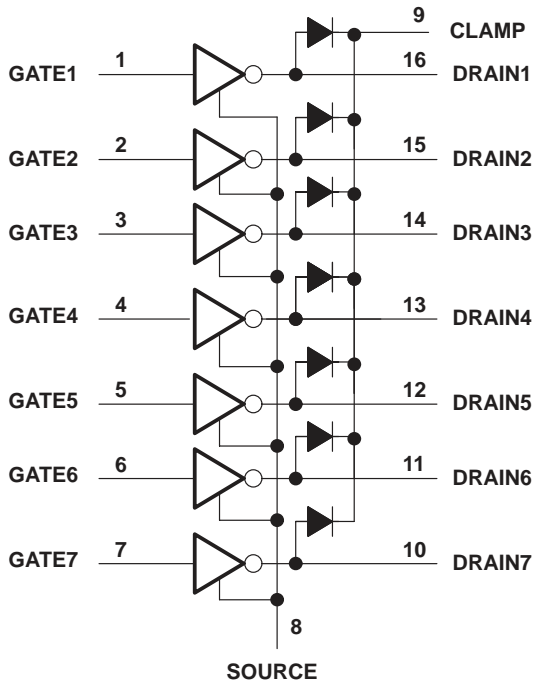 9 CLAMP
GATE1 1 16 DRAIN1
GATE2 2 15 DRAIN2
GATE3 3 14 DRAIN3
GATE4 4 13 DRAIN4
GATE5 5 12 DRAIN5
GATE6 6 11 DRAIN6
GATE7 7 10 DRAIN7
8
SOURCE